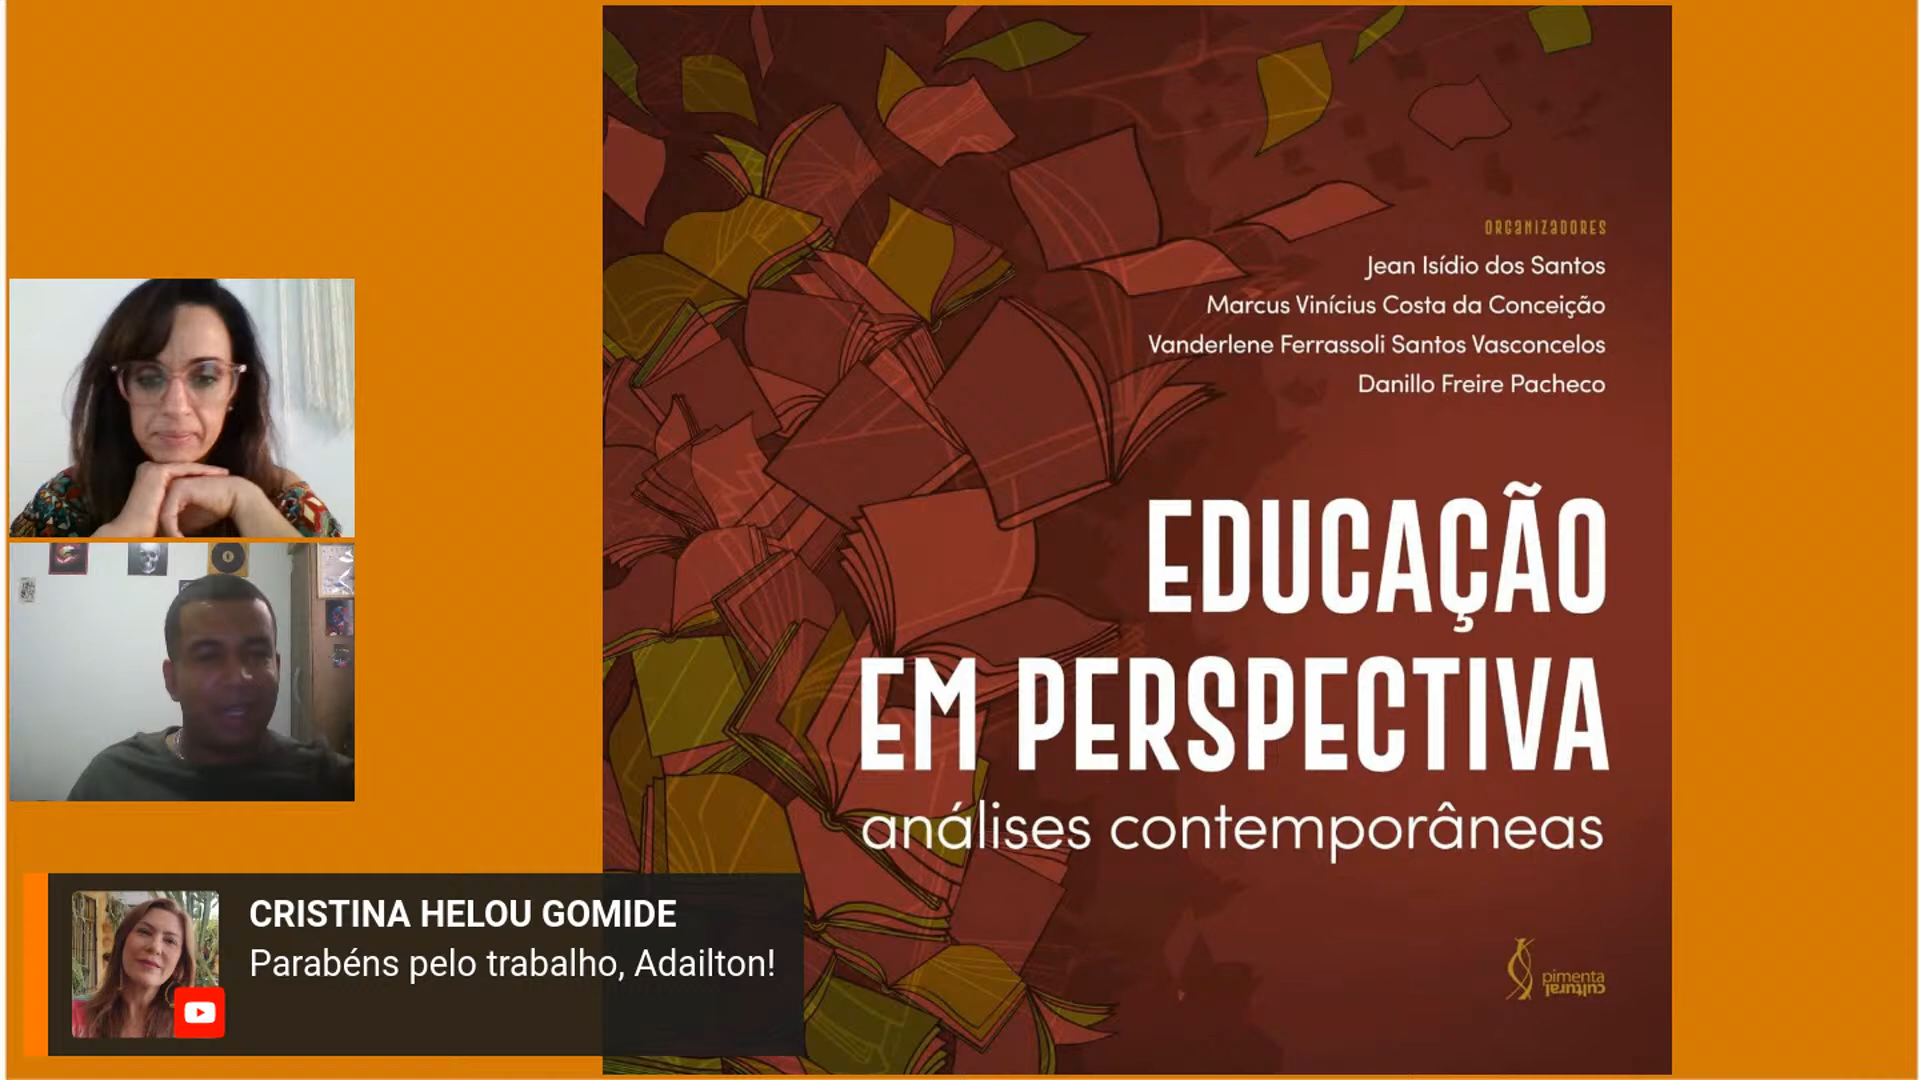 ORGANIZADORES
Jean Isídio dos Santos
Marcus Vinícius Costa da Conceição
Vanderlene Ferrassoli Santos Vasconcelos
Danillo Freire Pacheco
EDUCAÇÃO
EM PERSPECTIVA
análises contemporâneas
pimenta
cultural
CRISTINA HELOU GOMIDE
Parabéns pelo trabalho, Adailton!